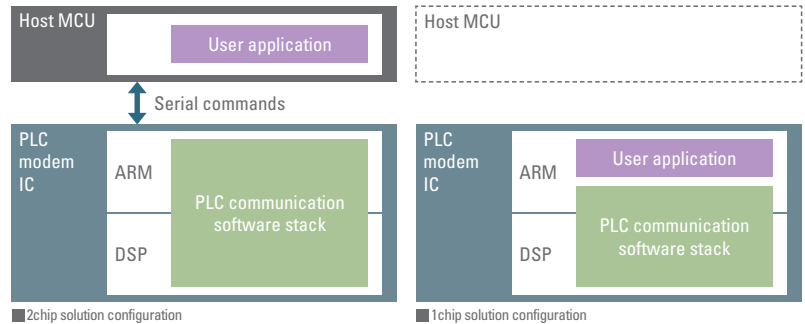 Host MCU
User application
Serial commands
PLC
modem
IC
ARM
DSP
PLC communication
software stack
2chip solution configuration
Host MCU
PLC
modem
IC
ARM
DSP
User application
PLC communication
software stack
1chip solution configuration